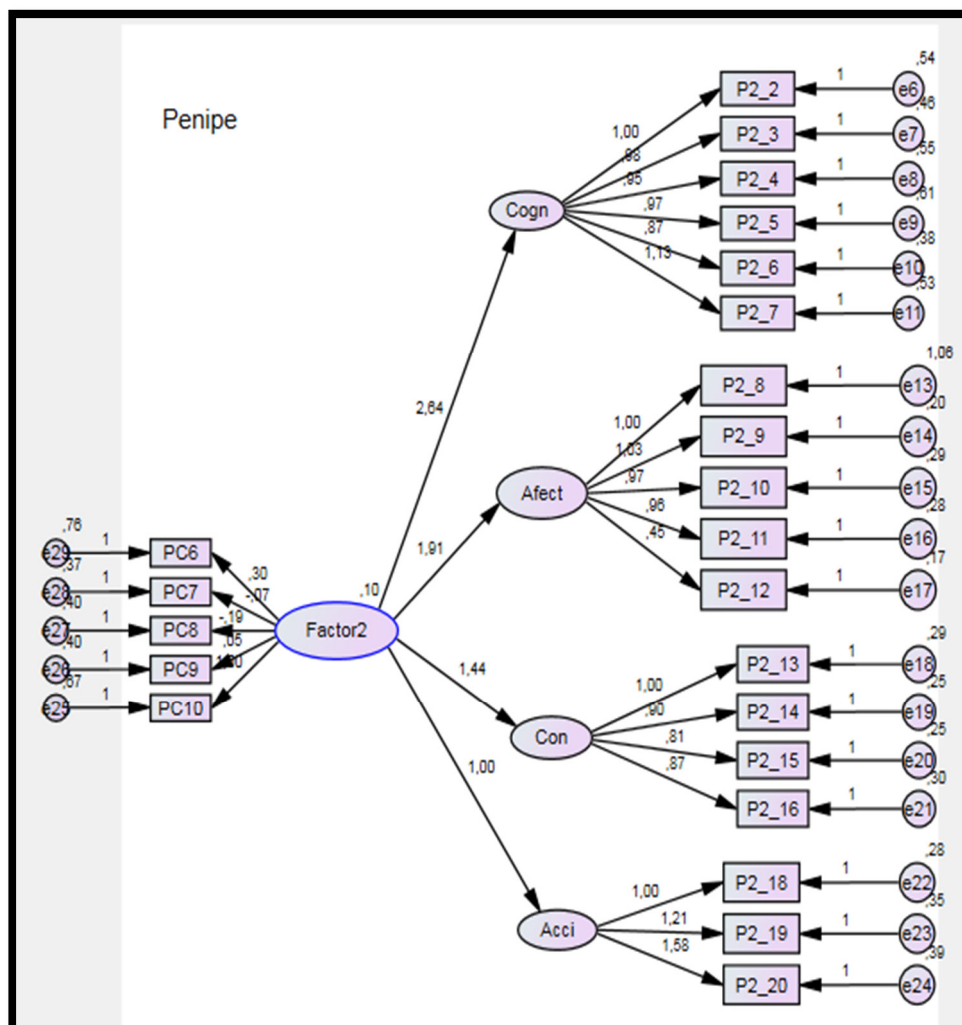 Penipe
,54
P2_2 1 e6
1,00
,46
P2_3 1 e7
,98
,55
P2_4 1 e8
,95
,61
Cogn
P2_5 1 e9
,97
,38
P2_6 1 e10
,87
,53
P2_7 1 e11
1,13
2,64
1,06
P2_8 1 e13
1,00
,20
P2_9 1 e14
1,03
,29
Afect
P2_10 1 e15
,97
,28
P2_11 1 e16
,96
,17
P2_12 1 e17
,45
1,91
,76
e29 1 PC6
,30
,37
e28 1 PC7
-,07
,40
e27 1 PC8
-,19
,40
e26 1 PC9
,05
,67
e25 1 PC10
,10
Factor2
1,44
,29
P2_13 1 e18
1,00
,25
P2_14 1 e19
,90
,25
Con
P2_15 1 e20
,81
,30
P2_16 1 e21
,87
1,00
,28
P2_18 1 e22
1,00
,35
Acci
P2_19 1 e23
1,21
,39
P2_20 1 e24
1,58